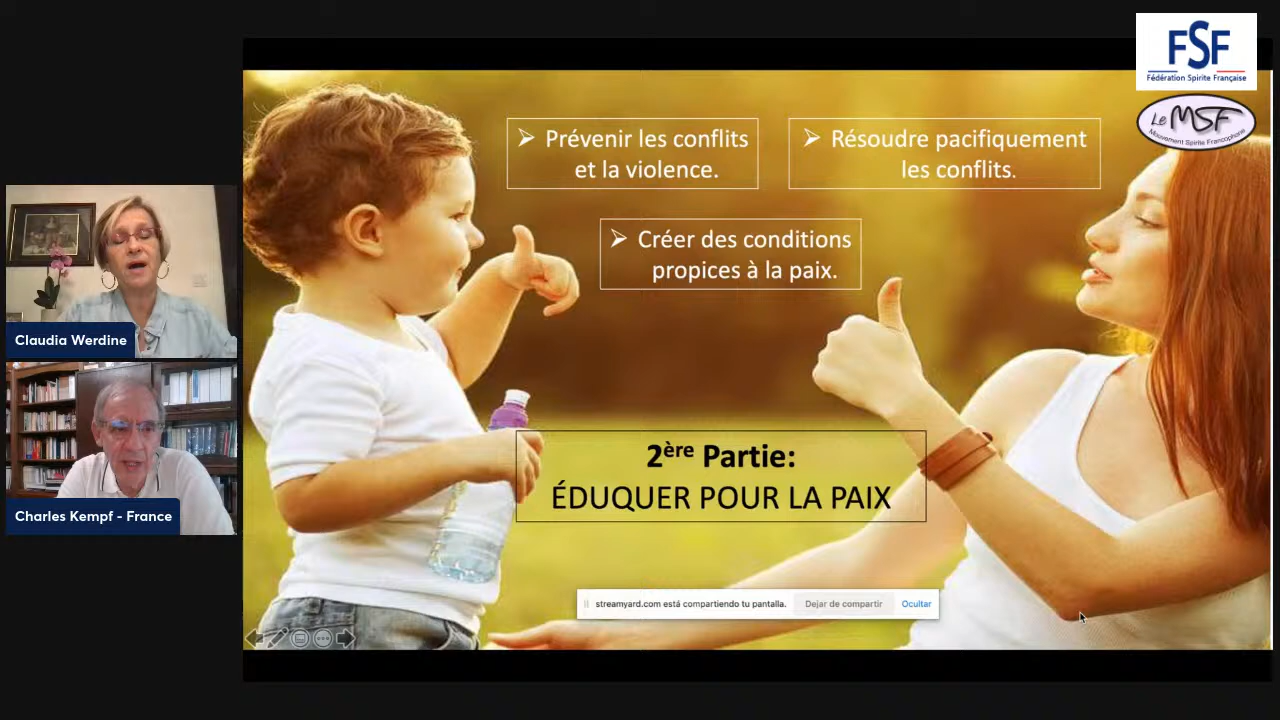 FSF
Fédération Spirite Française
Le MSF
Mouvement Spirite Francophone
➢ Prévenir les conflits
et la violence.
➢ Résoudre pacifiquement
les conflits.
➢ Créer des conditions
propices à la paix.
Claudia Werdine
Charles Kempf - France
2ère Partie:
ÉDUQUER POUR LA PAIX
streamyard.com está compartiendo tu pantalla.
Dejar de compartir
Ocultar